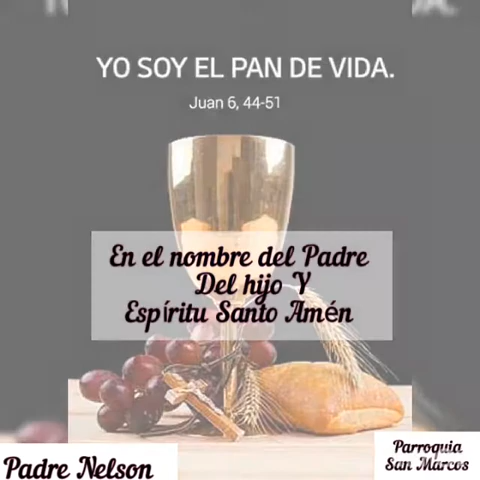 YO SOY EL PAN DE VIDA.
Juan 6, 44-51
En el nombre del Padre
Del hijo Y
Espíritu Santo Amén
Padre Nelson
Parroquia
San Marcos